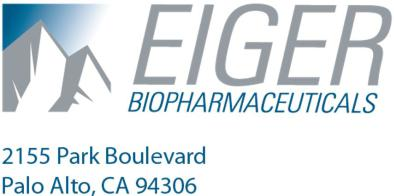 EIGER
BIOPHARMACEUTICALS
2155 Park Boulevard
Palo Alto, CA 94306